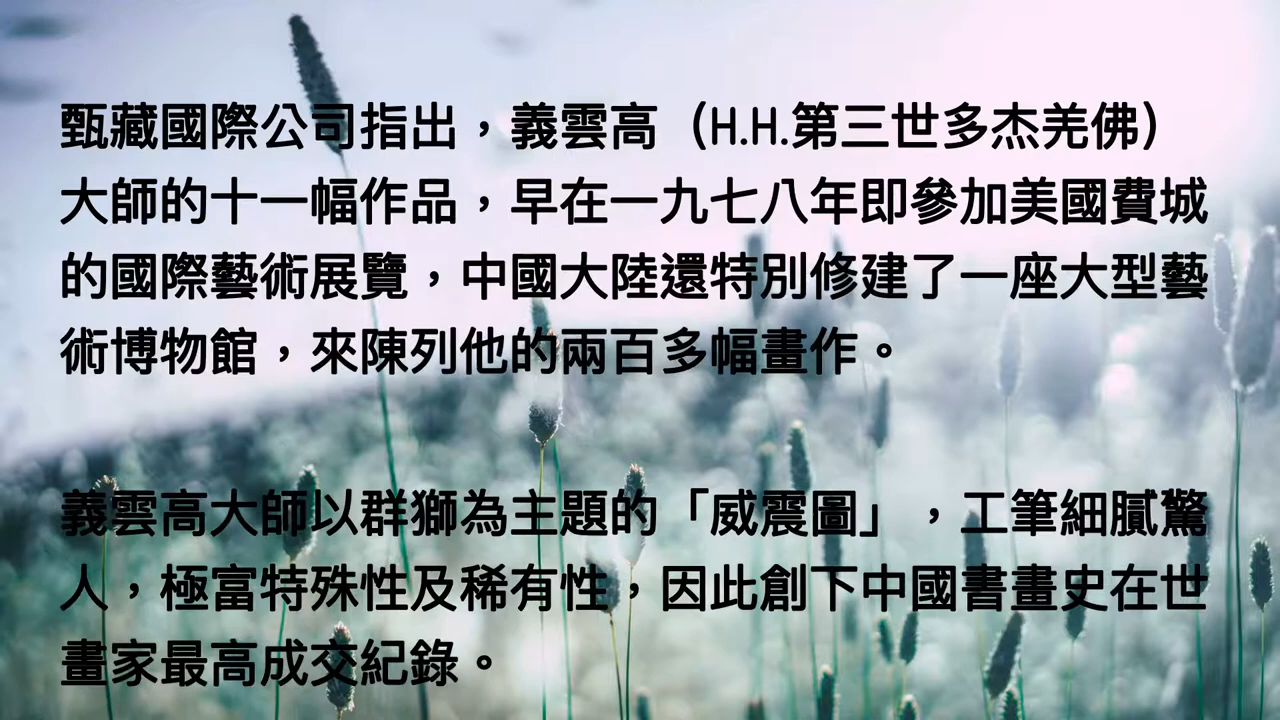 甄藏國際公司指出，義雲高（H.H.第三世多杰羌佛）
大師的十一幅作品，早在一九七八年即參加美國費城
的國際藝術展覽，中國大陸還特別修建了一座大型藝
術博物館，來陳列他的兩百多幅畫作。
義雲高大師以群獅為主題的「威震圖」，工筆細膩驚
人，極富特殊性及稀有性，因此創下中國書畫史在世
畫家最高成交紀錄。